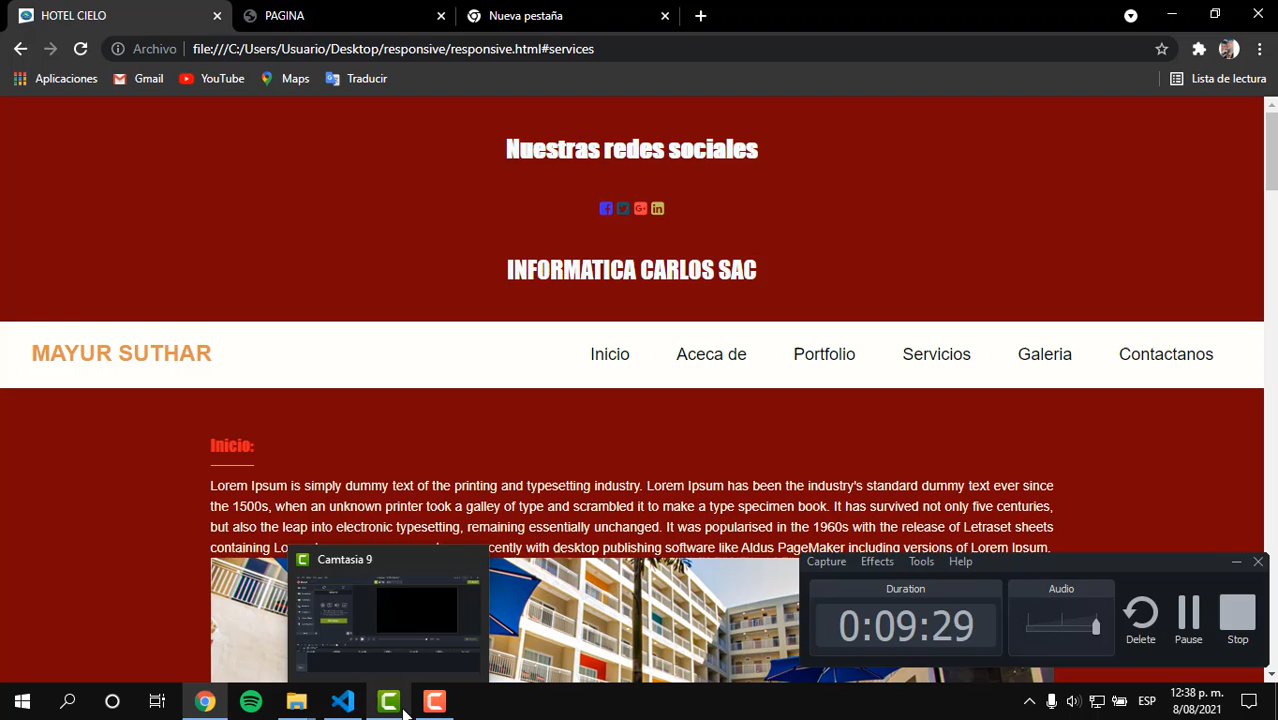 HOTEL CIELO
PAGINA
Nueva pestaña
Archivo
file:///C:/Users/Usuario/Desktop/responsive/responsive.html#services
Aplicaciones
Gmail
YouTube
Maps
Traducir
Lista de lectura
Nuestras redes sociales
INFORMATICA CARLOS SAC
MAYUR SUTHAR
Inicio
Aceca de
Portfolio
Servicios
Galeria
Contactanos
Inicio:
Lorem Ipsum is simply dummy text of the printing and typesetting industry. Lorem Ipsum has been the industry's standard dummy text ever since
the 1500s, when an unknown printer took a galley of type and scrambled it to make a type specimen book. It has survived not only five centuries,
but also the leap into electronic typesetting, remaining essentially unchanged. It was popularised in the 1960s with the release of Letraset sheets
containing with desktop publishing software like Aldus PageMaker including versions of Lorem Ipsum.
Camtasia 9
Capture Effects Tools Help
Duration
Audio
0:09:29
Delete
Pause
Stop
ESP
12:38 p. m.
8/08/2021